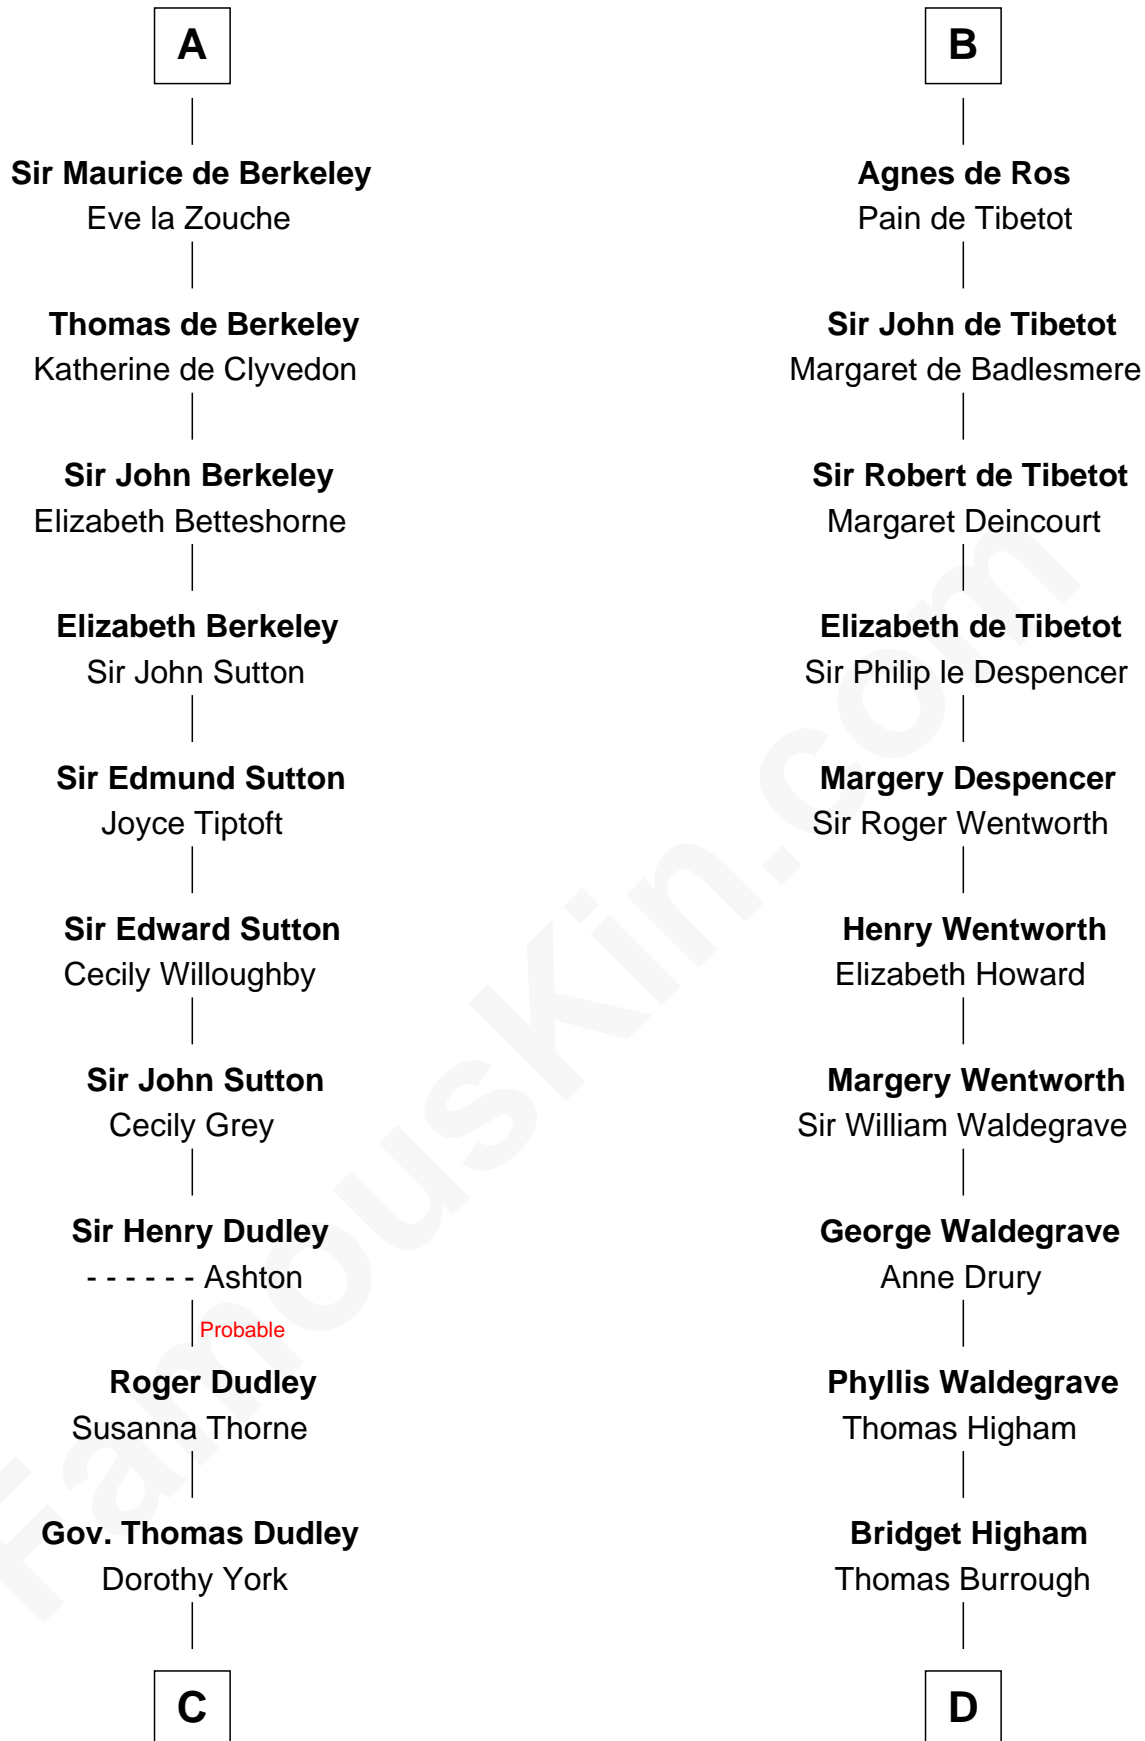 A
Sir Maurice de Berkeley
Eve la Zouche
Thomas de Berkeley
Katherine de Clyvedon
Sir John Berkeley
Elizabeth Betteshorne
Elizabeth Berkeley
Sir John Sutton
Sir Edmund Sutton
Joyce Tiptoft
Sir Edward Sutton
Cecily Willoughby
Sir John Sutton
Cecily Grey
Sir Henry Dudley
- - - - - - Ashton
Probable
Roger Dudley
Susanna Thorne
Gov. Thomas Dudley
Dorothy York
C
B
Agnes de Ros
Pain de Tibetot
Sir John de Tibetot
Margaret de Badlesmere
Sir Robert de Tibetot
Margaret Deincourt
Elizabeth de Tibetot
Sir Philip le Despencer
Margery Despencer
Sir Roger Wentworth
Henry Wentworth
Elizabeth Howard
Margery Wentworth
Sir William Waldegrave
George Waldegrave
Anne Drury
Phyllis Waldegrave
Thomas Higham
Bridget Higham
Thomas Burrough
D
FamousKin.com